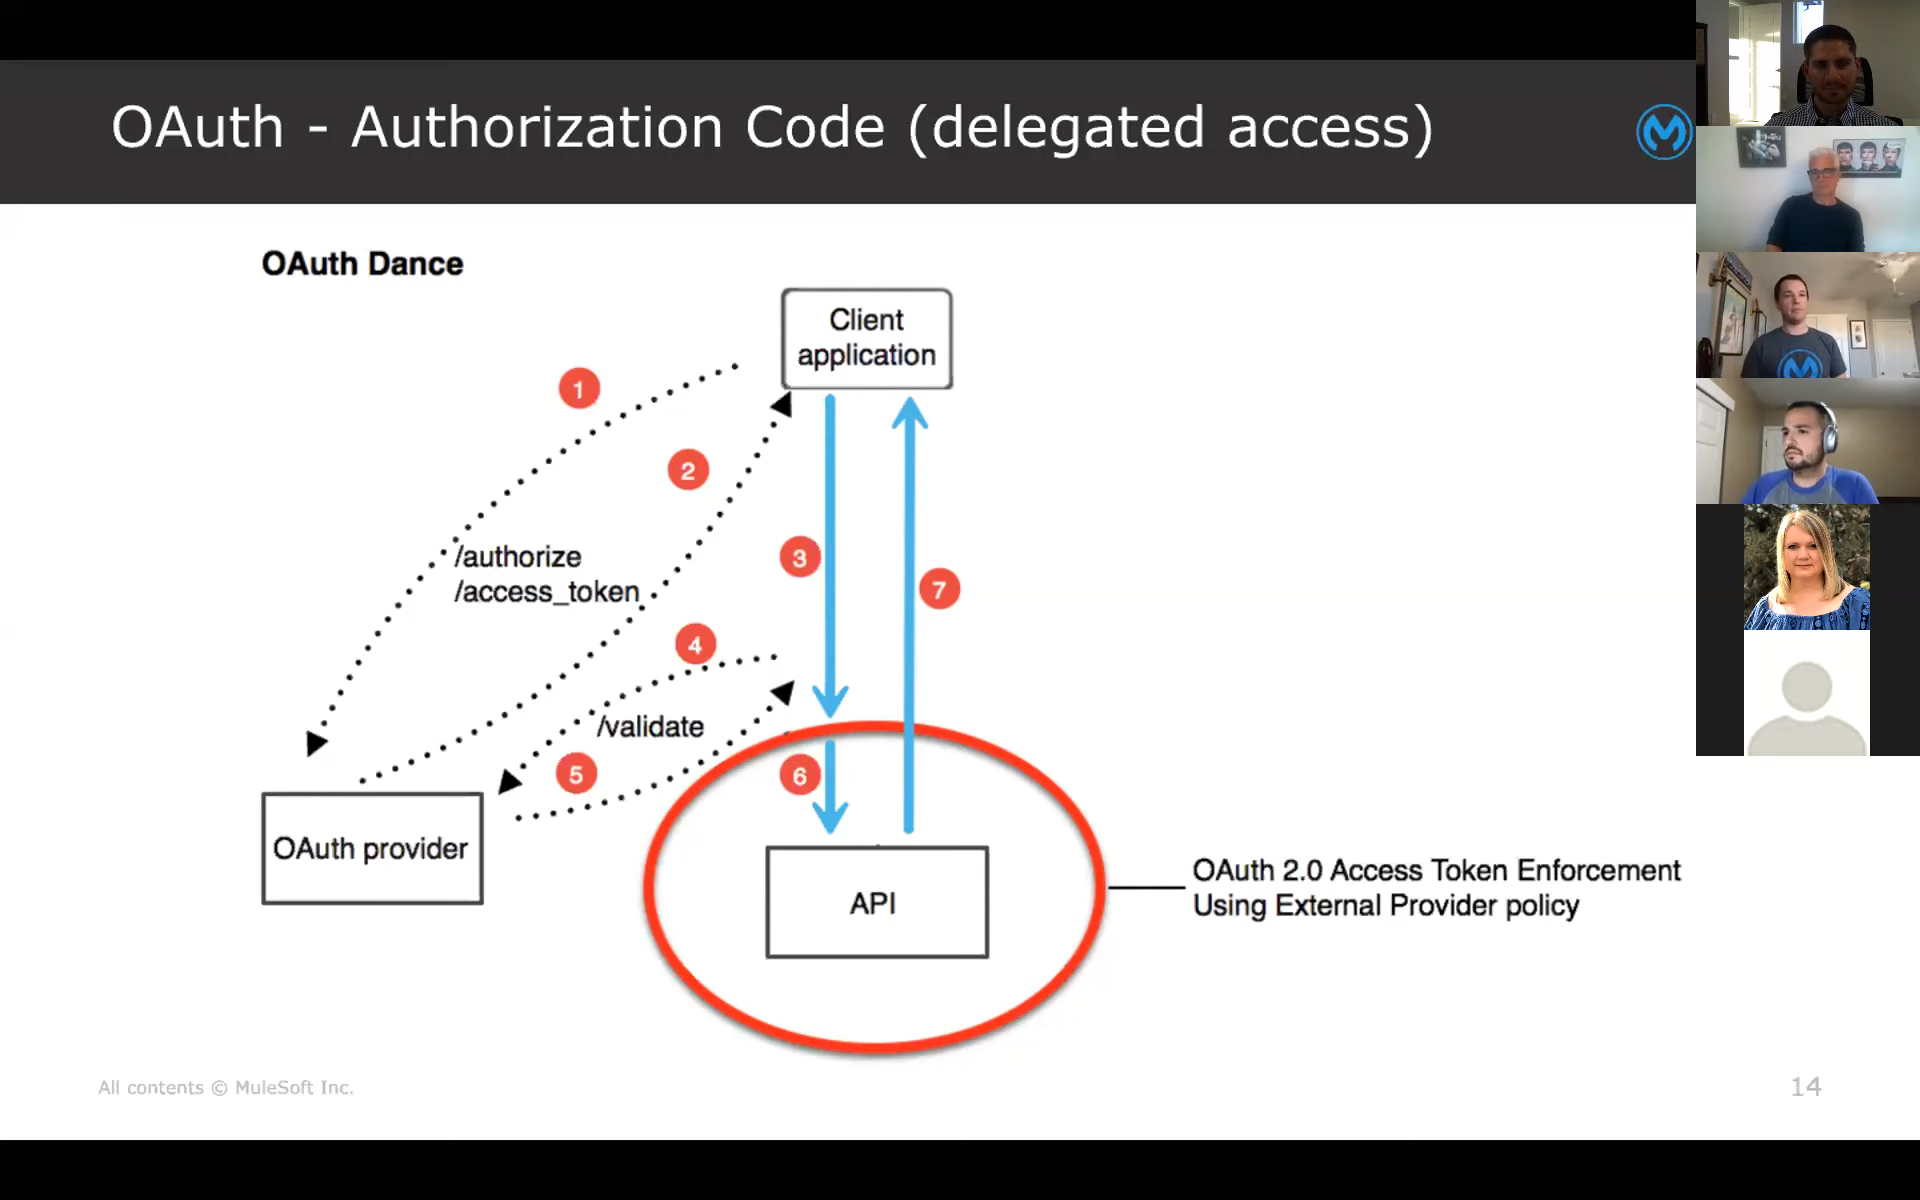 OAuth - Authorization Code (delegated access)
OAuth Dance
Client
application
1
2
/authorize
/access_token
3
7
4
/validate
5
6
OAuth provider
API
OAuth 2.0 Access Token Enforcement
Using External Provider policy
All contents © MuleSoft Inc.
14